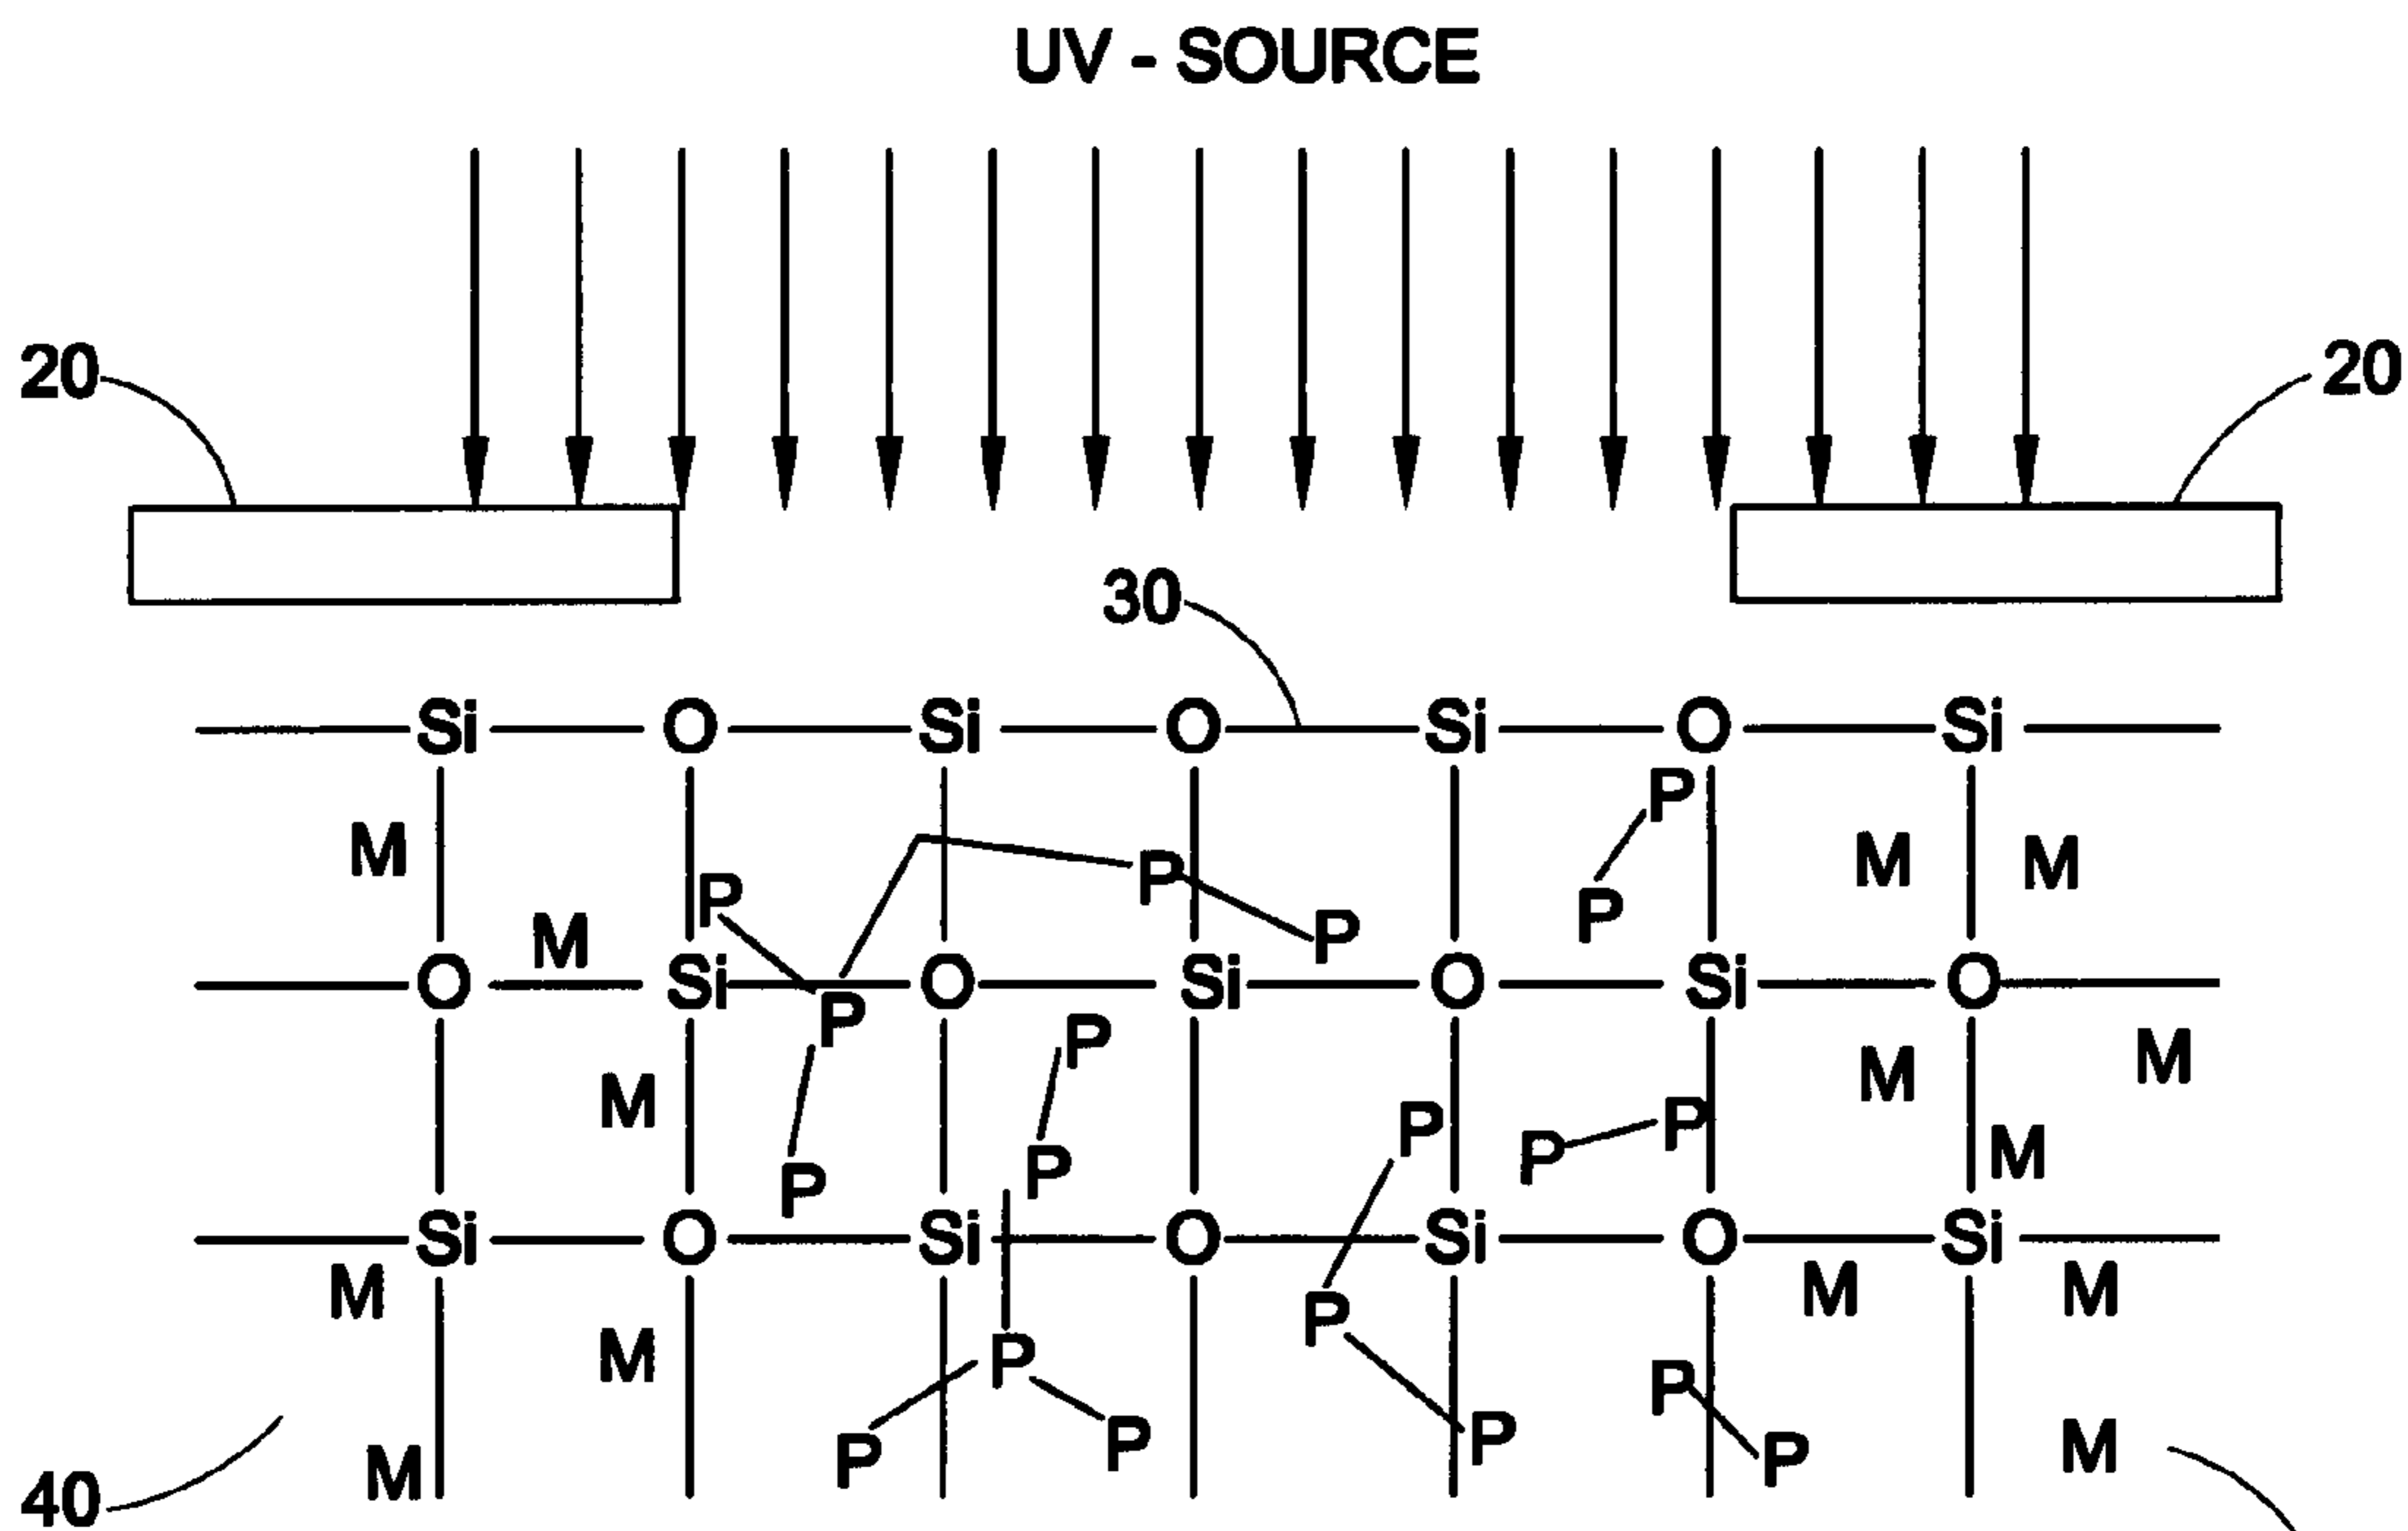 UV - SOURCE
20 20
30
Si O Si O Si O Si
P
M P P M M
P P
M
O M Si O Si O Si O
P P
M P P M M
P P M
Si O Si O Si O Si
M P M M
M P P
P P P P M
40 M